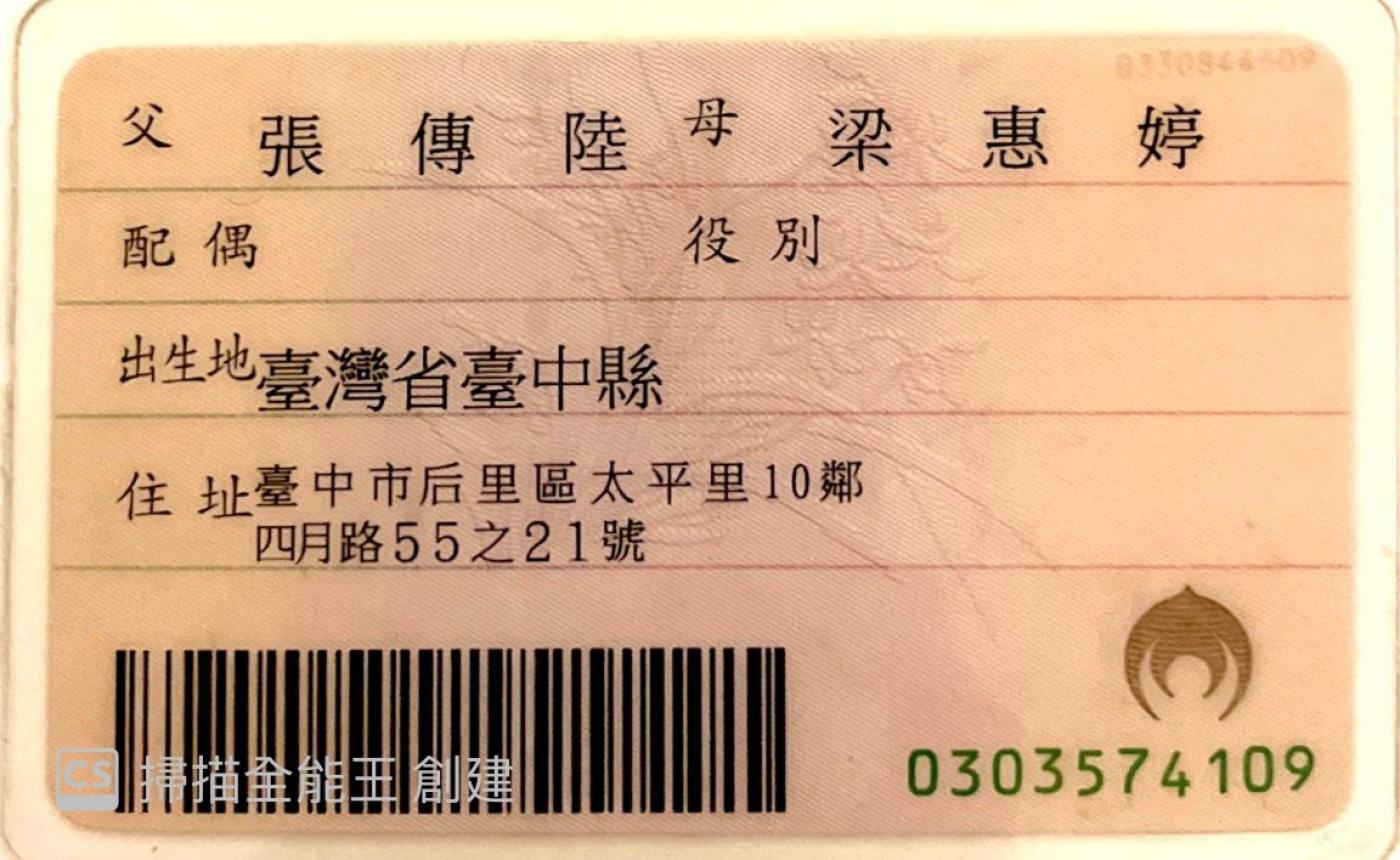 父 張傳陸 母 梁惠婷
配偶 役別
出生地 臺灣省臺中縣
住址 臺中市后里區太平里10鄰
四月路55之21號
CS 掃描全能王 創建
0303574109